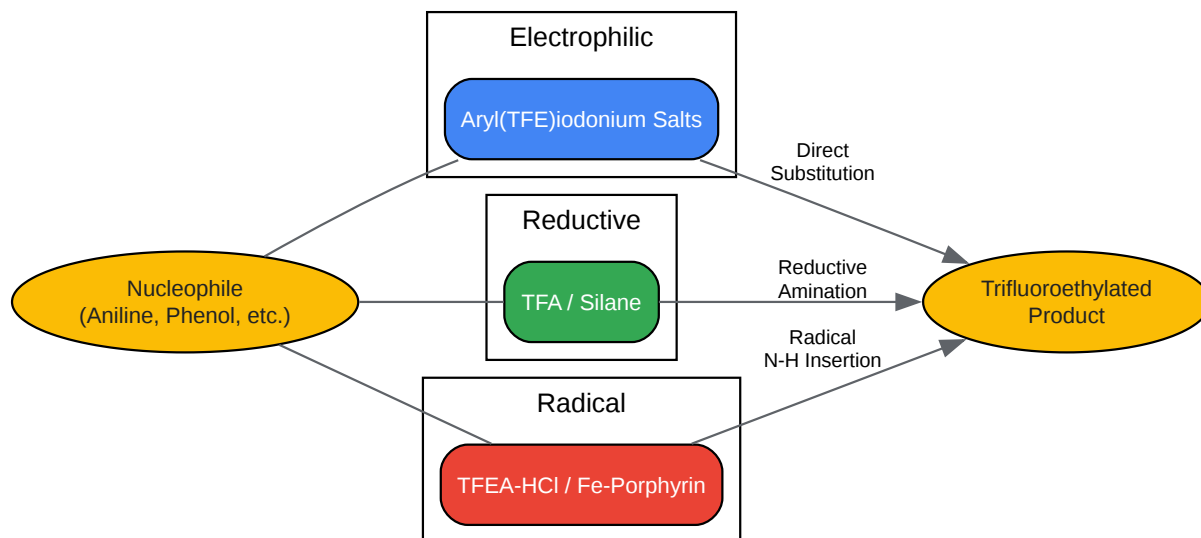 Electrophilic
Aryl(TFE)iodonium Salts
Direct
Substitution
Reductive
Nucleophile
(Aniline, Phenol, etc.)
TFA / Silane
Reductive
Amination
Trifluoroethylated
Product
Radical
N-H Insertion
Radical
TFEA-HCl / Fe-Porphyrin